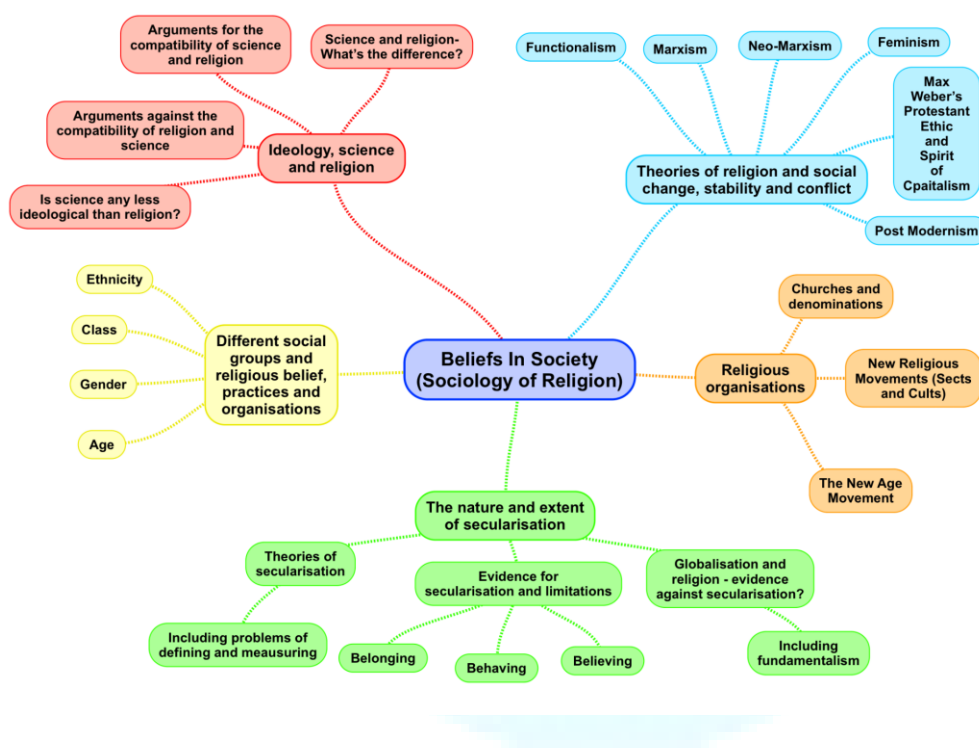 Arguments for the
compatibility of science
and religion
Science and religion-
What's the difference?
Arguments against the
compatibility of religion and
science
Is science any less
ideological than religion?
Ideology, science
and religion
Functionalism
Marxism
Neo-Marxism
Feminism
Max
Weber's
Protestant
Ethic
and
Spirit
of
Cpaitalism
Post Modernism
Theories of religion and social
change, stability and conflict
Ethnicity
Class
Gender
Age
Different social
groups and
religious belief,
practices and
organisations
Beliefs In Society
(Sociology of Religion)
Religious
organisations
Churches and
denominations
New Religious
Movements (Sects
and Cults)
The New Age
Movement
The nature and extent
of secularisation
Theories of
secularisation
Including problems of
defining and meausuring
Evidence for
secularisation and limitations
Belonging
Behaving
Believing
Globalisation and
religion - evidence
against secularisation?
Including
fundamentalism